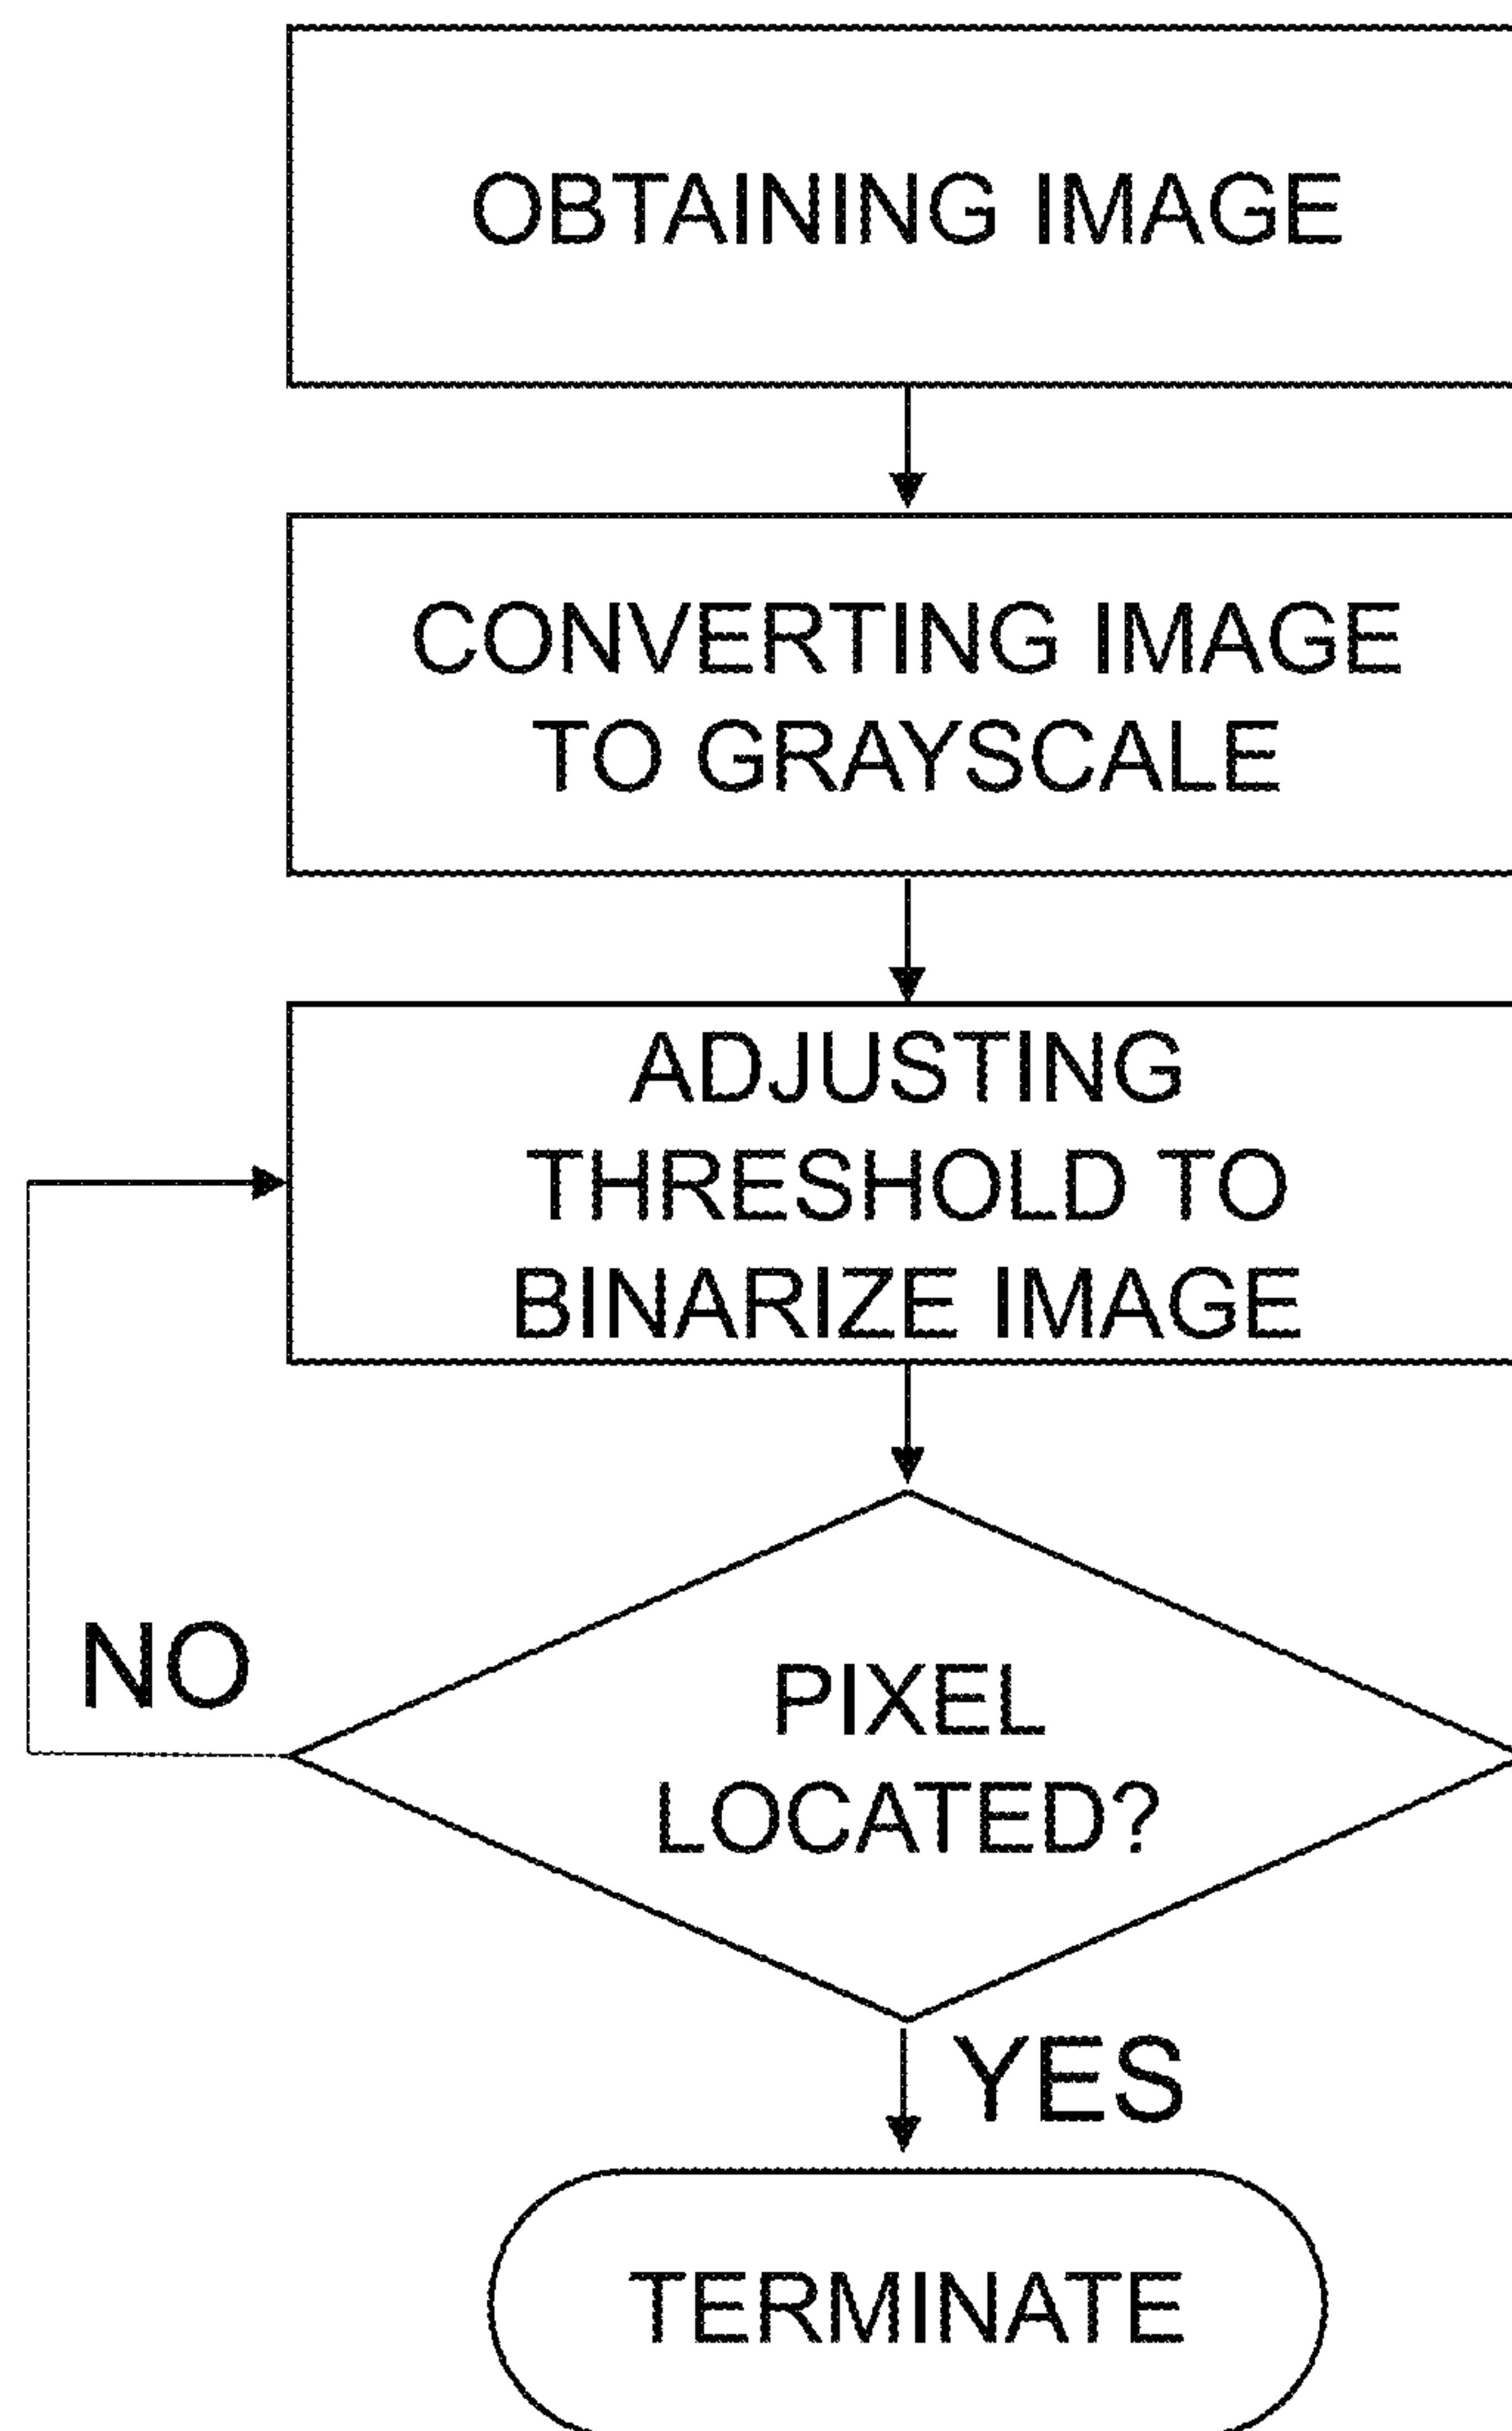 OBTAINING IMAGE
CONVERTING IMAGE
TO GRAYSCALE
ADJUSTING
THRESHOLD TO
BINARIZE IMAGE
NO
PIXEL
LOCATED?
YES
TERMINATE